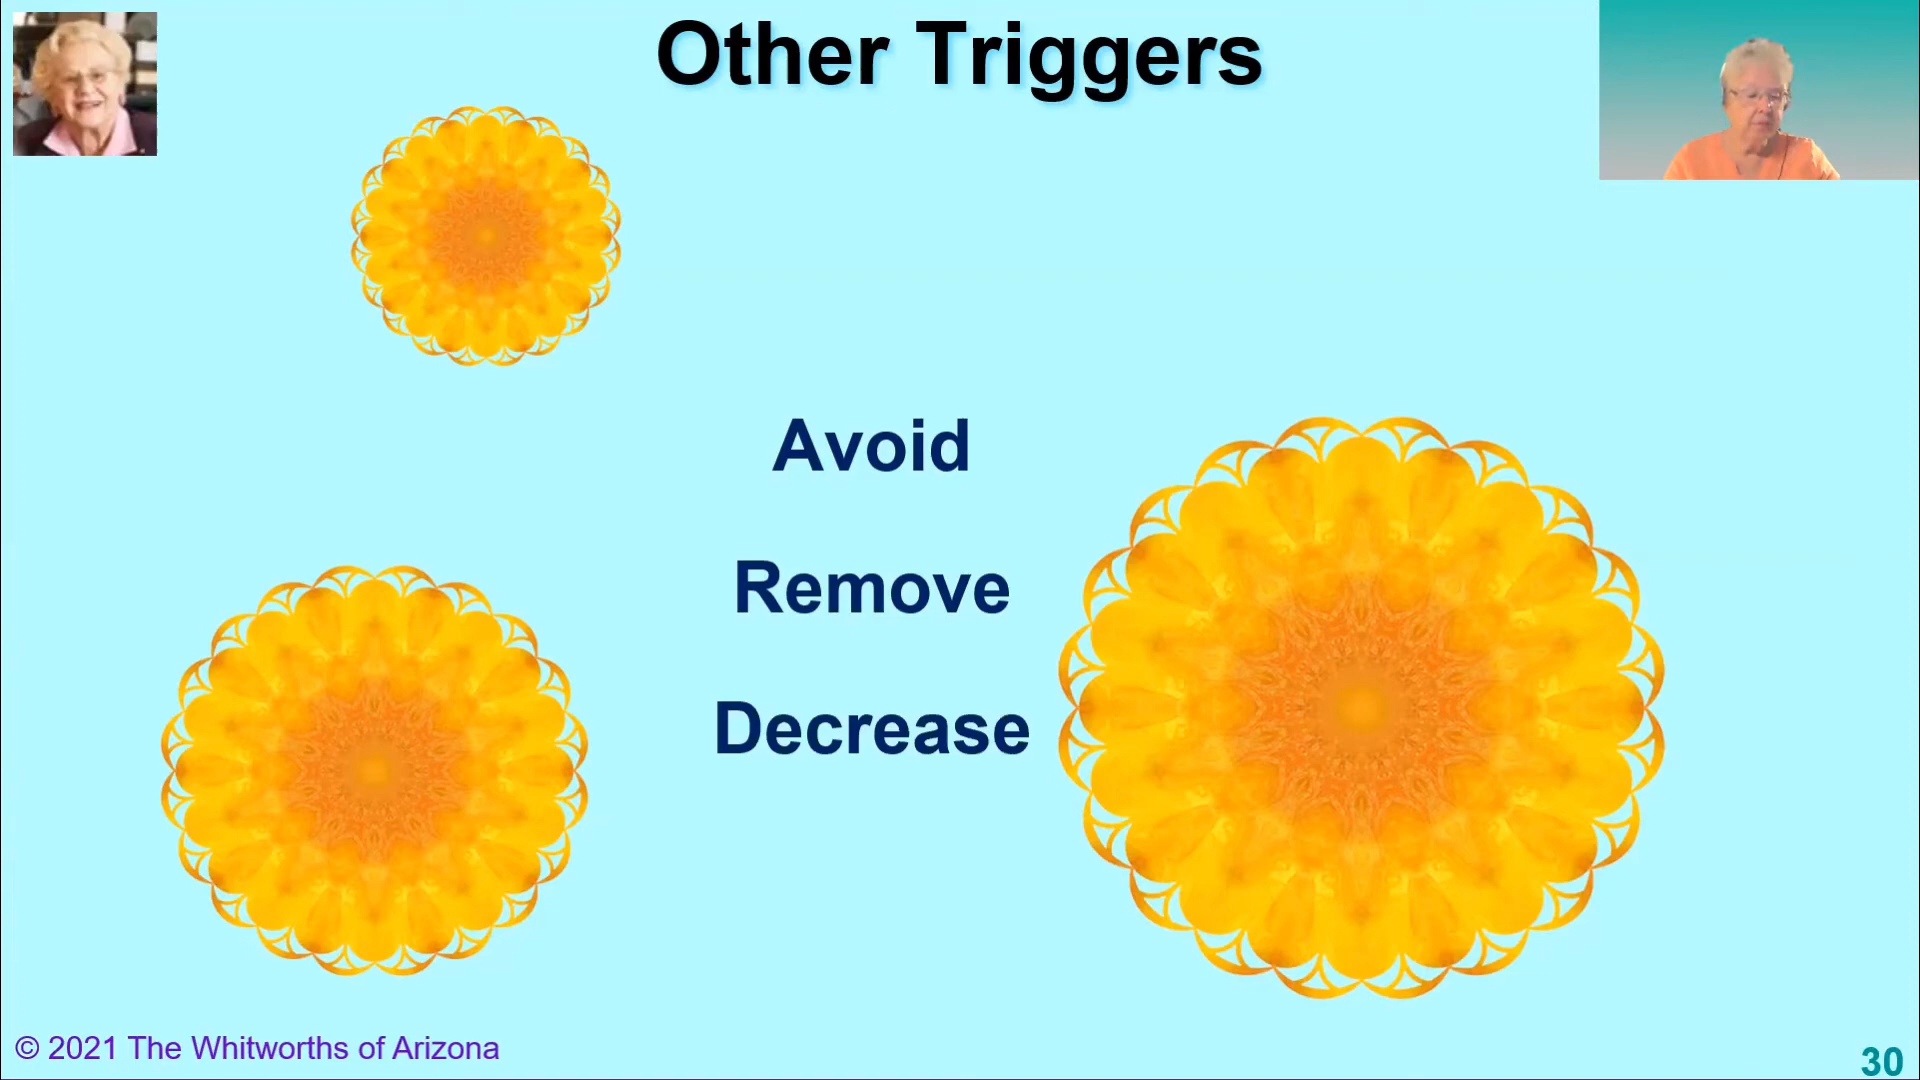 Other Triggers
Avoid
Remove
Decrease
© 2021 The Whitworths of Arizona
30